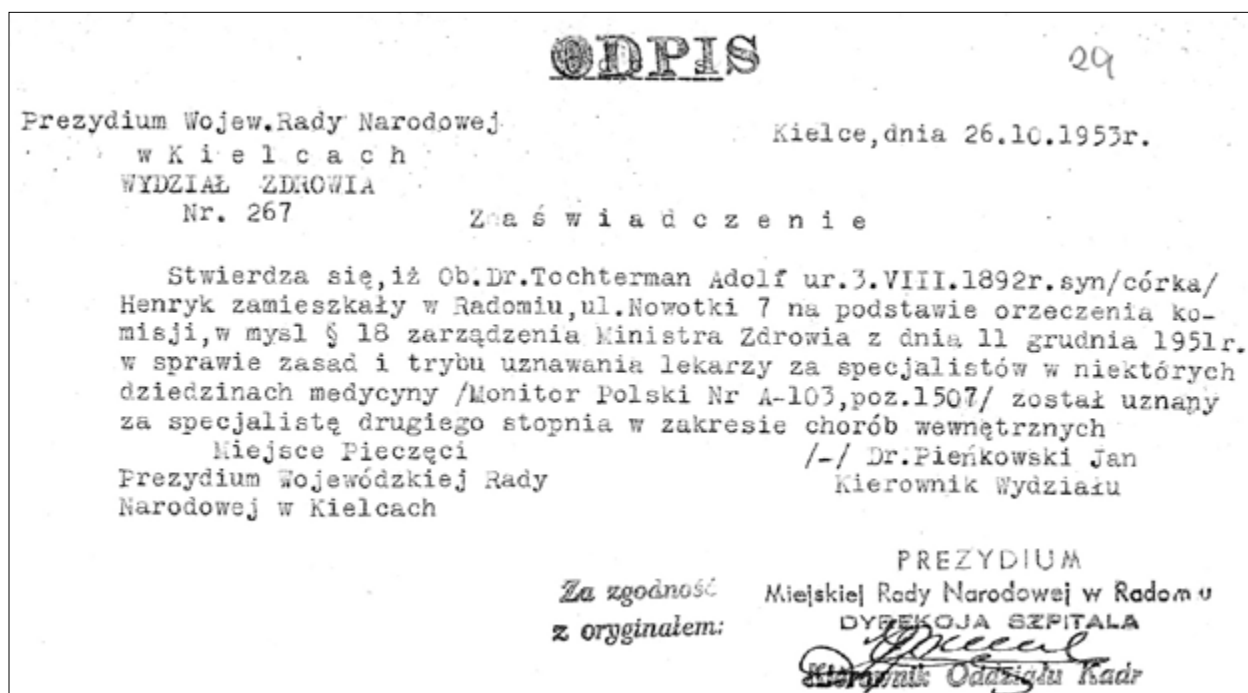 ODPIS
29
Prezydium Wojew.Rady Narodowej
Kielce,dnia 26.10.1953r.
w K i e l c a c h
WYDZIAŁ ZDROWIA
Nr. 267
Z a ś w i a d c z e n i e
Stwierdza się,iż Ob.Dr.Tochterman Adolf ur.3.VIII.1892r.syn/córka/
Henryk zamieszkały w Radomiu,ul.Nowotki 7 na podstawie orzeczenia ko-
misji,w mysl § 18 zarządzenia Ministra Zdrowia z dnia 11 grudnia 1951r.
w sprawie zasad i trybu uznawania lekarzy za specjalistów w niektórych
dziedzinach medycyny /Monitor Polski Nr A-103,poz.1507/ został uznany
za specjalistę drugiego stopnia w zakresie chorób wewnętrznych
Miejsce Pieczęci
/-/ Dr.Pieńkowski Jan
Prezydium Wojewódzkiej Rady
Kierownik Wydziału
Narodowej w Kielcach
PREZYDIUM
Za zgodność
Miejskiej Rady Narodowej w Radomiu
z oryginałem:
DYREKCJA SZPITALA
Kierownik Oddziału Kadr